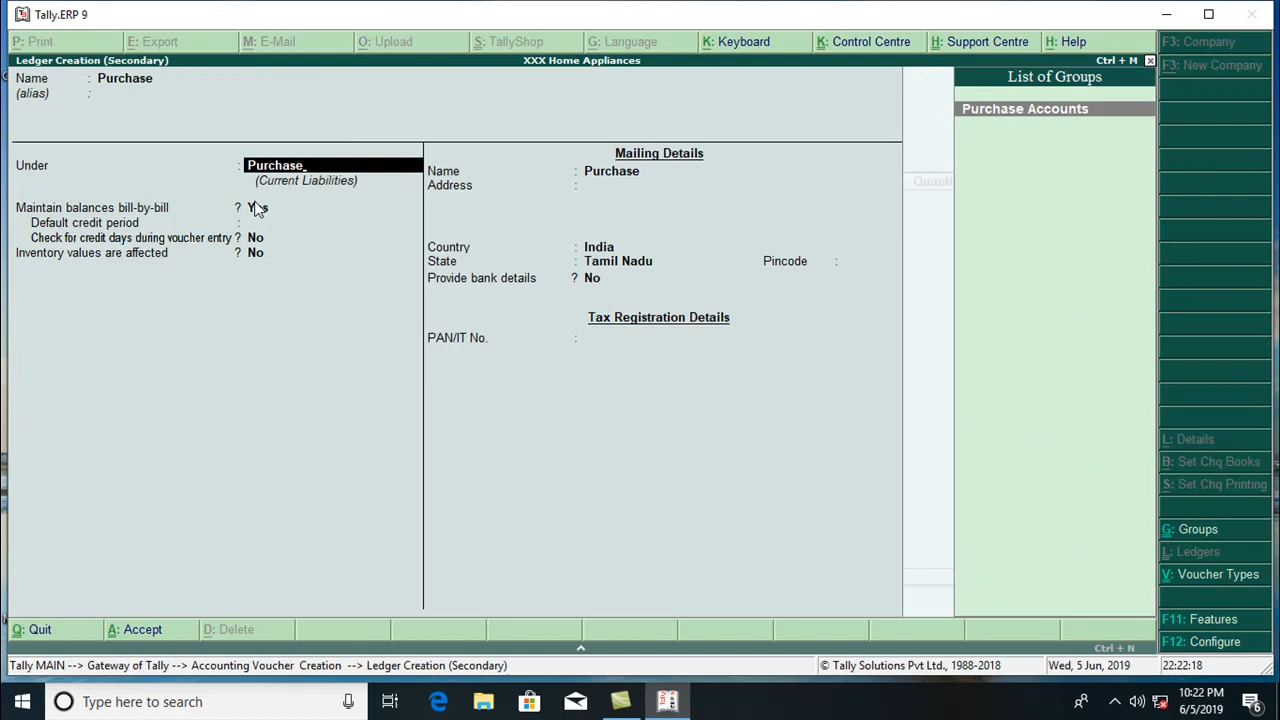 Tally.ERP 9
P: Print
E: Export
M: E-Mail
O: Upload
S: TallyShop
G: Language
K: Keyboard
K: Control Centre
H: Support Centre
H: Help
F3: Company
Ledger Creation (Secondary)
XXX Home Appliances
Ctrl + M
F3: New Company
Name : Purchase
(alias) :
List of Groups
Purchase Accounts
Under : Purchase
(Current Liabilities)
Maintain balances bill-by-bill ? Yes
Default credit period :
Check for credit days during voucher entry ? No
Inventory values are affected ? No
Mailing Details
Name : Purchase
Address :
Country : India
State : Tamil Nadu
Pincode :
Provide bank details ? No
Tax Registration Details
PAN/IT No. :
Quanti
L: Details
B: Set Chq Books
S: Set Chq Printing
G: Groups
L: Ledgers
V: Voucher Types
F11: Features
F12: Configure
Q: Quit
A: Accept
D: Delete
Ctrl + N
Tally MAIN --> Gateway of Tally --> Accounting Voucher Creation --> Ledger Creation (Secondary)
© Tally Solutions Pvt Ltd., 1988-2018
Wed, 5 Jun, 2019
22:22:18
Type here to search
10:22 PM
6/5/2019
6